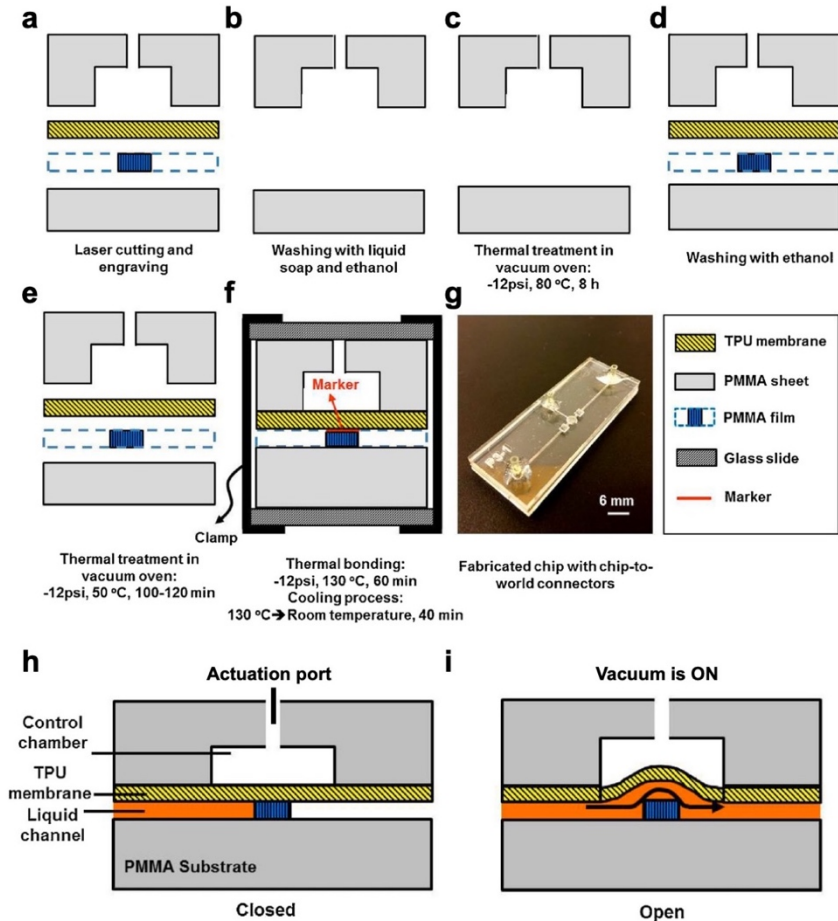 a
b
c
d
Laser cutting and
engraving
Washing with liquid
soap and ethanol
Thermal treatment in
vacuum oven:
-12psi, 80 ºC, 8 h
Washing with ethanol
e
f
g
Marker
Clamp
6 mm
TPU membrane
PMMA sheet
PMMA film
Glass slide
Marker
Thermal treatment in
vacuum oven:
-12psi, 50 ºC, 100-120 min
Thermal bonding:
-12psi, 130 ºC, 60 min
Cooling process:
130 ºC➔Room temperature, 40 min
Fabricated chip with chip-to-
world connectors
h
Actuation port
Control
chamber
TPU
membrane
Liquid
channel
PMMA Substrate
Closed
i
Vacuum is ON
Open